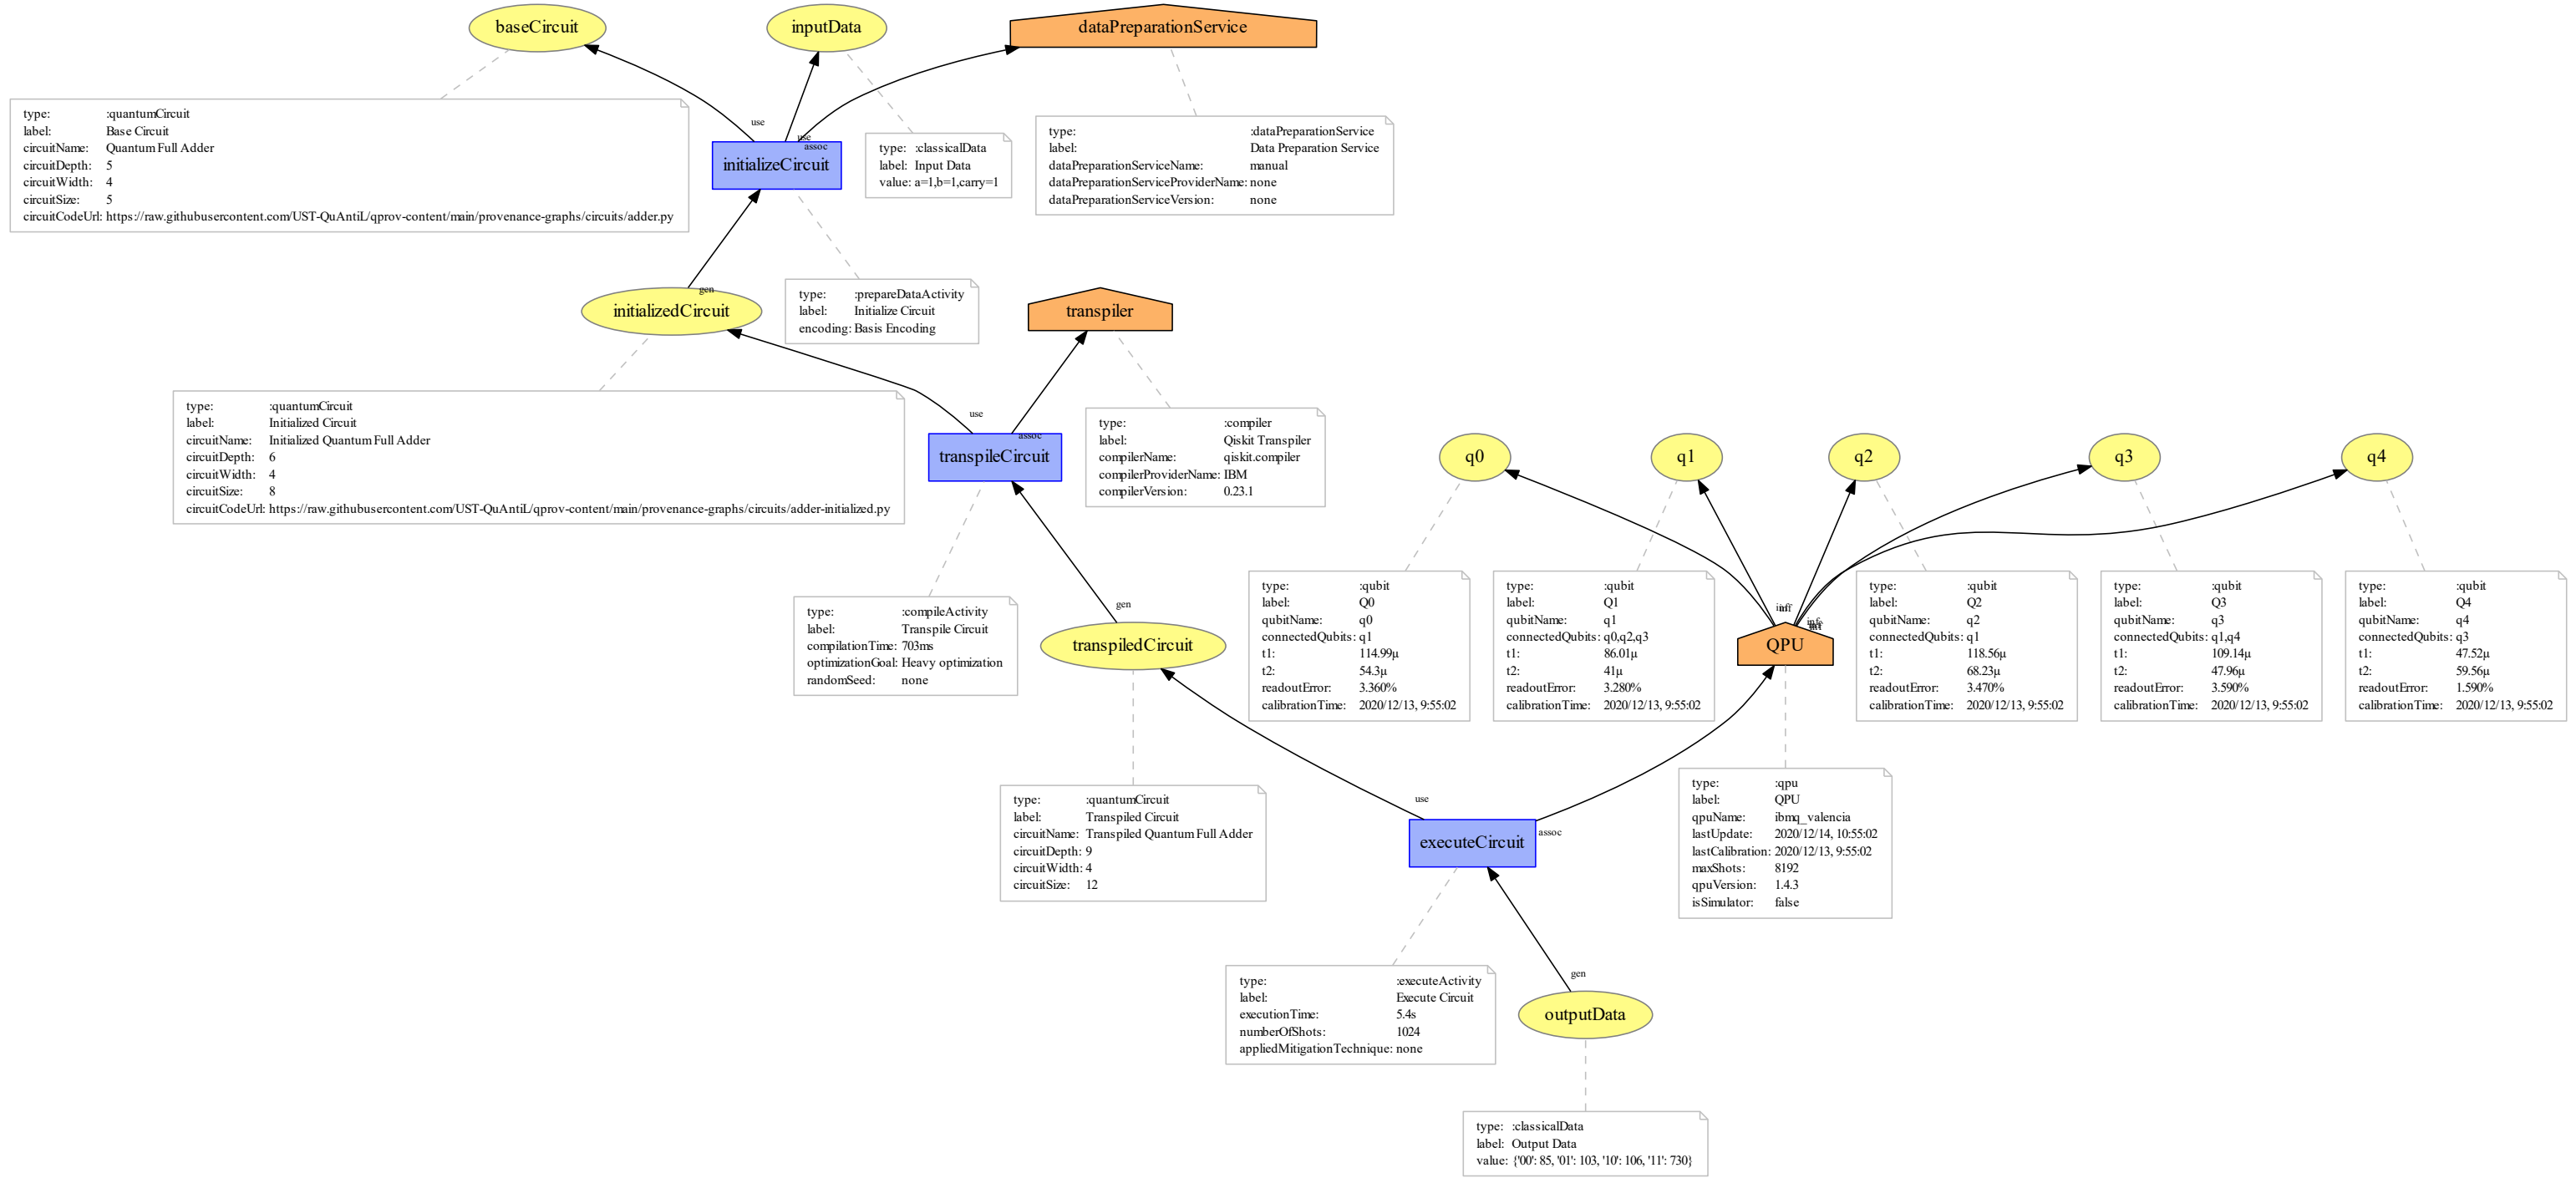 baseCircuit
inputData
dataPreparationService
type: :quantumCircuit
label: Base Circuit
circuitName: Quantum Full Adder
circuitDepth: 5
circuitWidth: 4
circuitSize: 5
circuitCodeUrl: https://raw.githubusercontent.com/UST-QuAntiL/qprov-content/main/provenance-graphs/circuits/adder.py
use
use
assoc
initializeCircuit
type: :classicalData
label: Input Data
value: a=1,b=1,carry=1
type: :dataPreparationService
label: Data Preparation Service
dataPreparationServiceName: manual
dataPreparationServiceProviderName: none
dataPreparationServiceVersion: none
gen
initializedCircuit
type: :prepareDataActivity
label: Initialize Circuit
encoding: Basis Encoding
transpiler
type: :quantumCircuit
label: Initialized Circuit
circuitName: Initialized Quantum Full Adder
circuitDepth: 6
circuitWidth: 4
circuitSize: 8
circuitCodeUrl: https://raw.githubusercontent.com/UST-QuAntiL/qprov-content/main/provenance-graphs/circuits/adder-initialized.py
use
assoc
transpileCircuit
type: :compiler
label: Qiskit Transpiler
compilerName: qiskit.compiler
compilerProviderName: IBM
compilerVersion: 0.23.1
q0
q1
q2
q3
q4
type: :compileActivity
label: Transpile Circuit
compilationTime: 703ms
optimizationGoal: Heavy optimization
randomSeed: none
gen
transpiledCircuit
type: :qubit
label: Q0
qubitName: q0
connectedQubits: q1
t1: 114.99µ
t2: 54.3µ
readoutError: 3.360%
calibrationTime: 2020/12/13, 9:55:02
type: :qubit
label: Q1
qubitName: q1
connectedQubits: q0,q2,q3
t1: 86.01µ
t2: 41µ
readoutError: 3.280%
calibrationTime: 2020/12/13, 9:55:02
QPU
type: :qubit
label: Q2
qubitName: q2
connectedQubits: q1
t1: 118.56µ
t2: 68.23µ
readoutError: 3.470%
calibrationTime: 2020/12/13, 9:55:02
type: :qubit
label: Q3
qubitName: q3
connectedQubits: q1,q4
t1: 109.14µ
t2: 47.96µ
readoutError: 3.590%
calibrationTime: 2020/12/13, 9:55:02
type: :qubit
label: Q4
qubitName: q4
connectedQubits: q3
t1: 47.52µ
t2: 59.56µ
readoutError: 1.590%
calibrationTime: 2020/12/13, 9:55:02
type: :quantumCircuit
label: Transpiled Circuit
circuitName: Transpiled Quantum Full Adder
circuitDepth: 9
circuitWidth: 4
circuitSize: 12
use
assoc
executeCircuit
type: :qpu
label: QPU
qpuName: ibmq_valencia
lastUpdate: 2020/12/14, 10:55:02
lastCalibration: 2020/12/13, 9:55:02
maxShots: 8192
qpuVersion: 1.4.3
isSimulator: false
type: :executeActivity
label: Execute Circuit
executionTime: 5.4s
numberOfShots: 1024
appliedMitigationTechnique: none
gen
outputData
type: :classicalData
label: Output Data
value: {'00': 85, '01': 103, '10': 106, '11': 730}